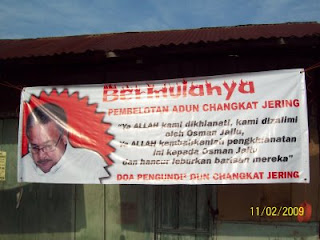 Bermulanya
PEMBELOTAN ADUN CHANGKAT JERING
"Ya ALLAH kami dikhianati, kami dizalimi
oleh Osman Jailu,
Ya ALLAH kembalikanlah pengkhianatan
ini kepada Osman Jailu
dan hancur leburkan barisan mereka"
DOA PENGUNDI DUN CHANGKAT JERING
11/02/2009